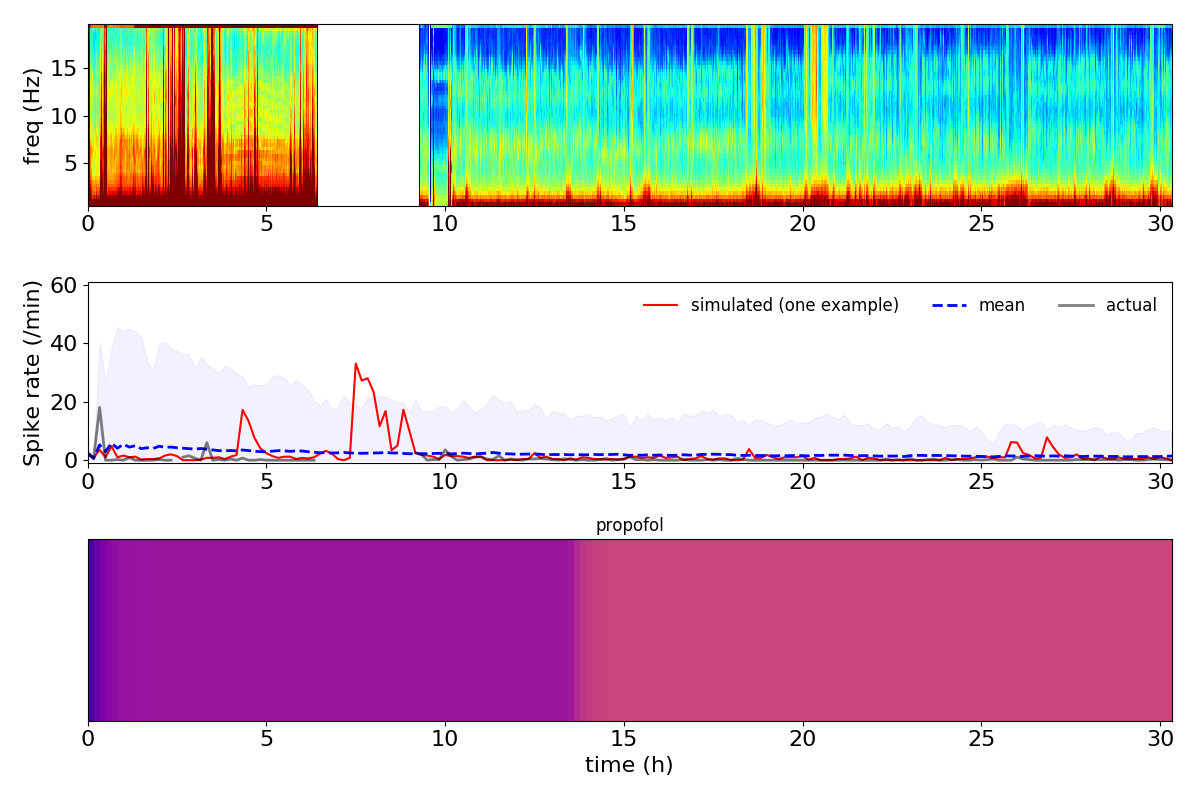 freq (Hz)
15
10
5
0 5 10 15 20 25 30
Spike rate (/min)
60
40
20
0
simulated (one example) mean actual
0 5 10 15 20 25 30
propofol
0 5 10 15 20 25 30
time (h)